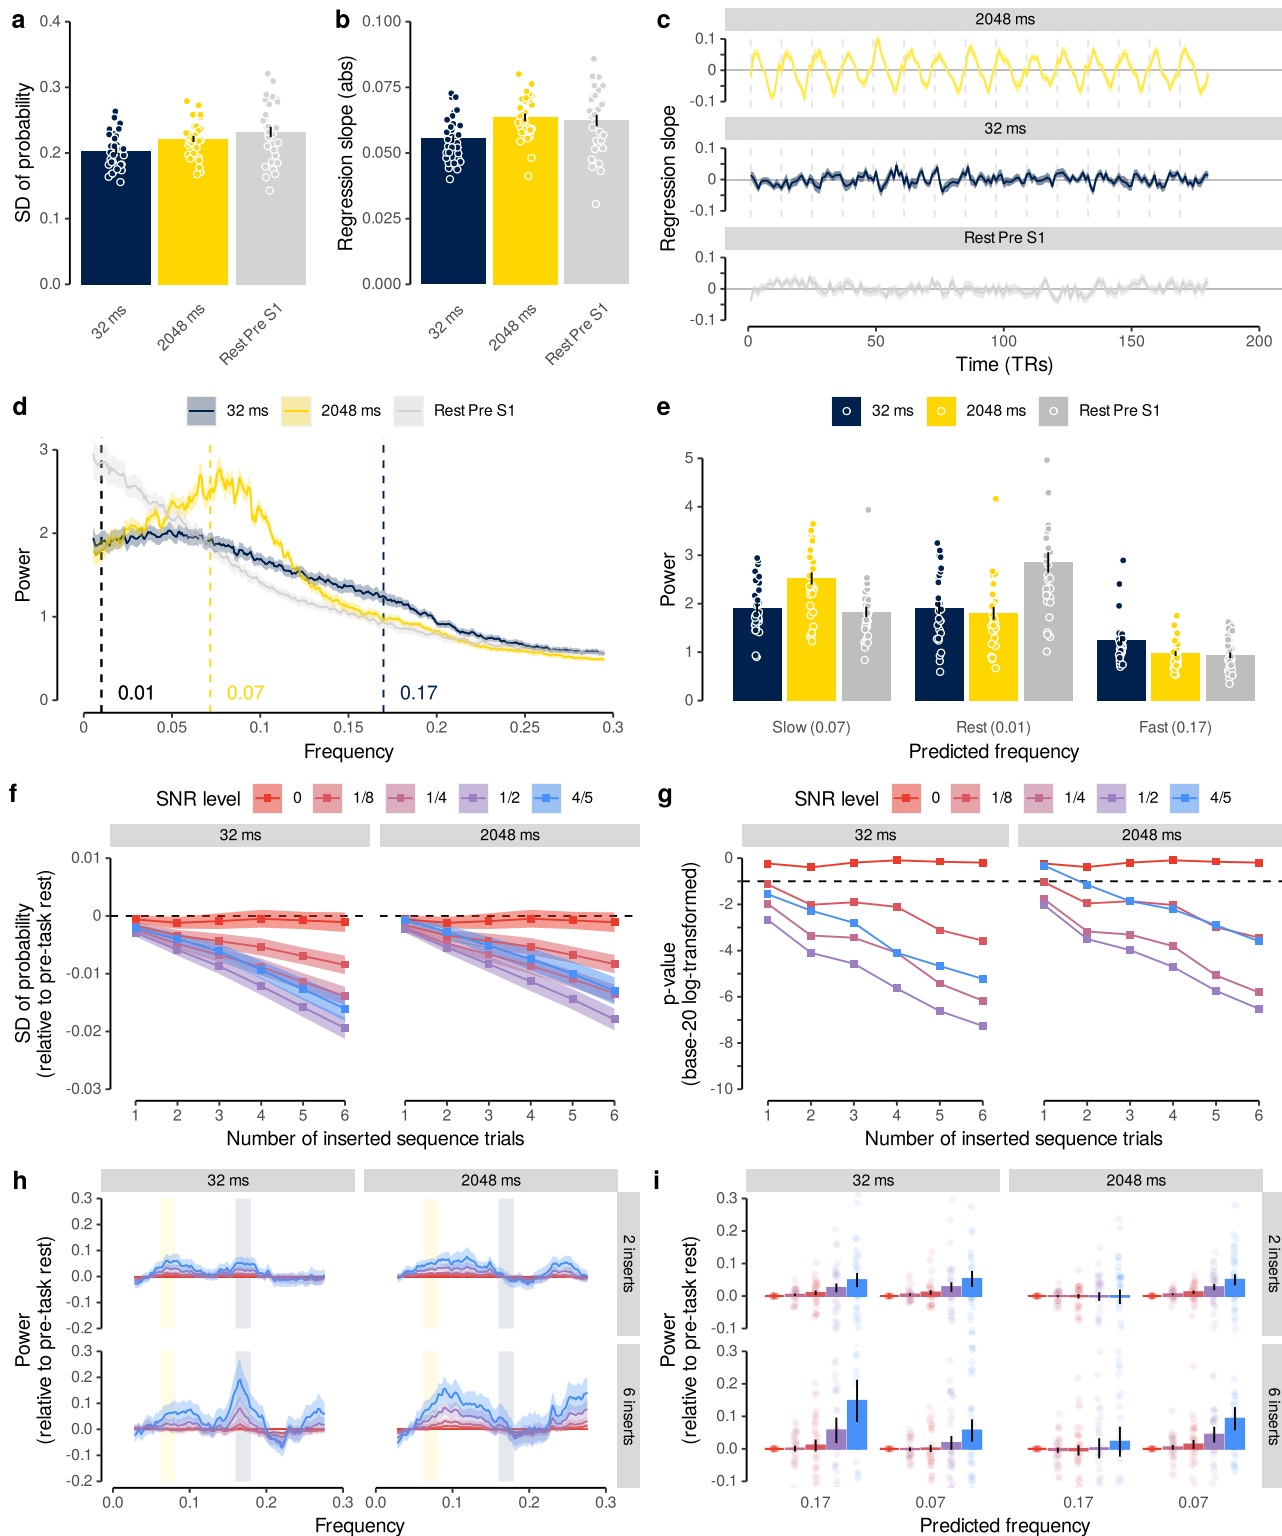 a
SD of probability
0.4
0.3
0.2
0.1
0.0
32 ms
2048 ms
Rest Pre S1
b
Regression slope (abs)
0.100
0.075
0.050
0.025
0.000
32 ms
2048 ms
Rest Pre S1
c
Regression slope
2048 ms
0.1
0
-0.1
32 ms
0.1
0
-0.1
Rest Pre S1
0.1
0
-0.1
0 50 100 150 200
Time (TRs)
d
32 ms 2048 ms Rest Pre S1
Power
3
2
1
0
0.01 0.07 0.17
0 0.05 0.1 0.15 0.2 0.25 0.3
Frequency
e
32 ms 2048 ms Rest Pre S1
Power
5
4
3
2
1
0
Slow (0.07) Rest (0.01) Fast (0.17)
Predicted frequency
f
SNR level 0 1/8 1/4 1/2 4/5
32 ms 2048 ms
SD of probability
(relative to pre-task rest)
0.01
0
-0.01
-0.02
-0.03
1 2 3 4 5 6 1 2 3 4 5 6
Number of inserted sequence trials
g
SNR level 0 1/8 1/4 1/2 4/5
32 ms 2048 ms
p-value
(base-20 log-transformed)
0
-2
-4
-6
-8
-10
1 2 3 4 5 6 1 2 3 4 5 6
Number of inserted sequence trials
h
32 ms 2048 ms
Power
(relative to pre-task rest)
0.3
0.2
0.1
0.0
-0.1
-0.2
2 inserts
0.3
0.2
0.1
0.0
-0.1
-0.2
6 inserts
0.0 0.1 0.2 0.3 0.0 0.1 0.2 0.3
Frequency
i
32 ms 2048 ms
Power
(relative to pre-task rest)
0.3
0.2
0.1
0.0
-0.1
2 inserts
0.3
0.2
0.1
0.0
-0.1
6 inserts
0.17 0.07 0.17 0.07
Predicted frequency